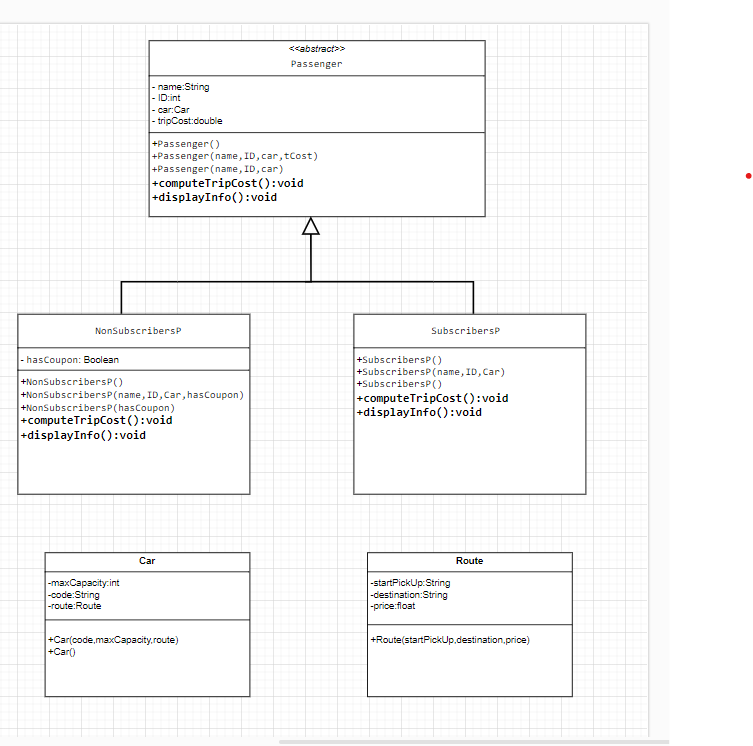 <<abstract>>
Passenger
- name:String
- ID:int
- car:Car
- tripCost:double
+Passenger()
+Passenger(name,ID,car,tCost)
+Passenger(name,ID,car)
+computeTripCost():void
+displayInfo():void
NonSubscribersP
- hasCoupon: Boolean
+NonSubscribersP()
+NonSubscribersP(name,ID,Car,hasCoupon)
+NonSubscribersP(hasCoupon)
+computeTripCost():void
+displayInfo():void
SubscribersP
+SubscribersP()
+SubscribersP(name,ID,Car)
+SubscribersP()
+computeTripCost():void
+displayInfo():void
Car
-maxCapacity:int
-code:String
-route:Route
+Car(code,maxCapacity,route)
+Car()
Route
-startPickUp:String
-destination:String
-price:float
+Route(startPickUp,destination,price)